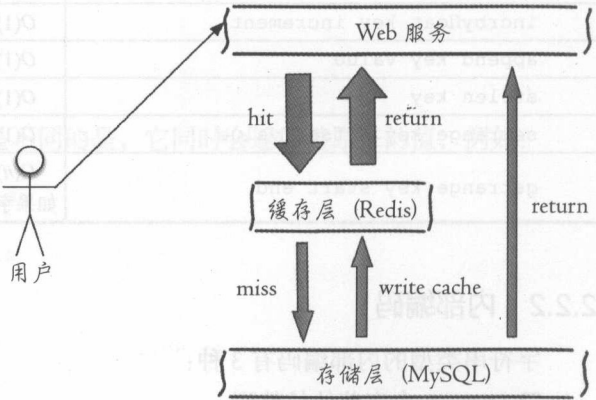 Web 服务
hit
return
缓存层 (Redis)
return
用户
miss
write cache
存储层 (MySQL)